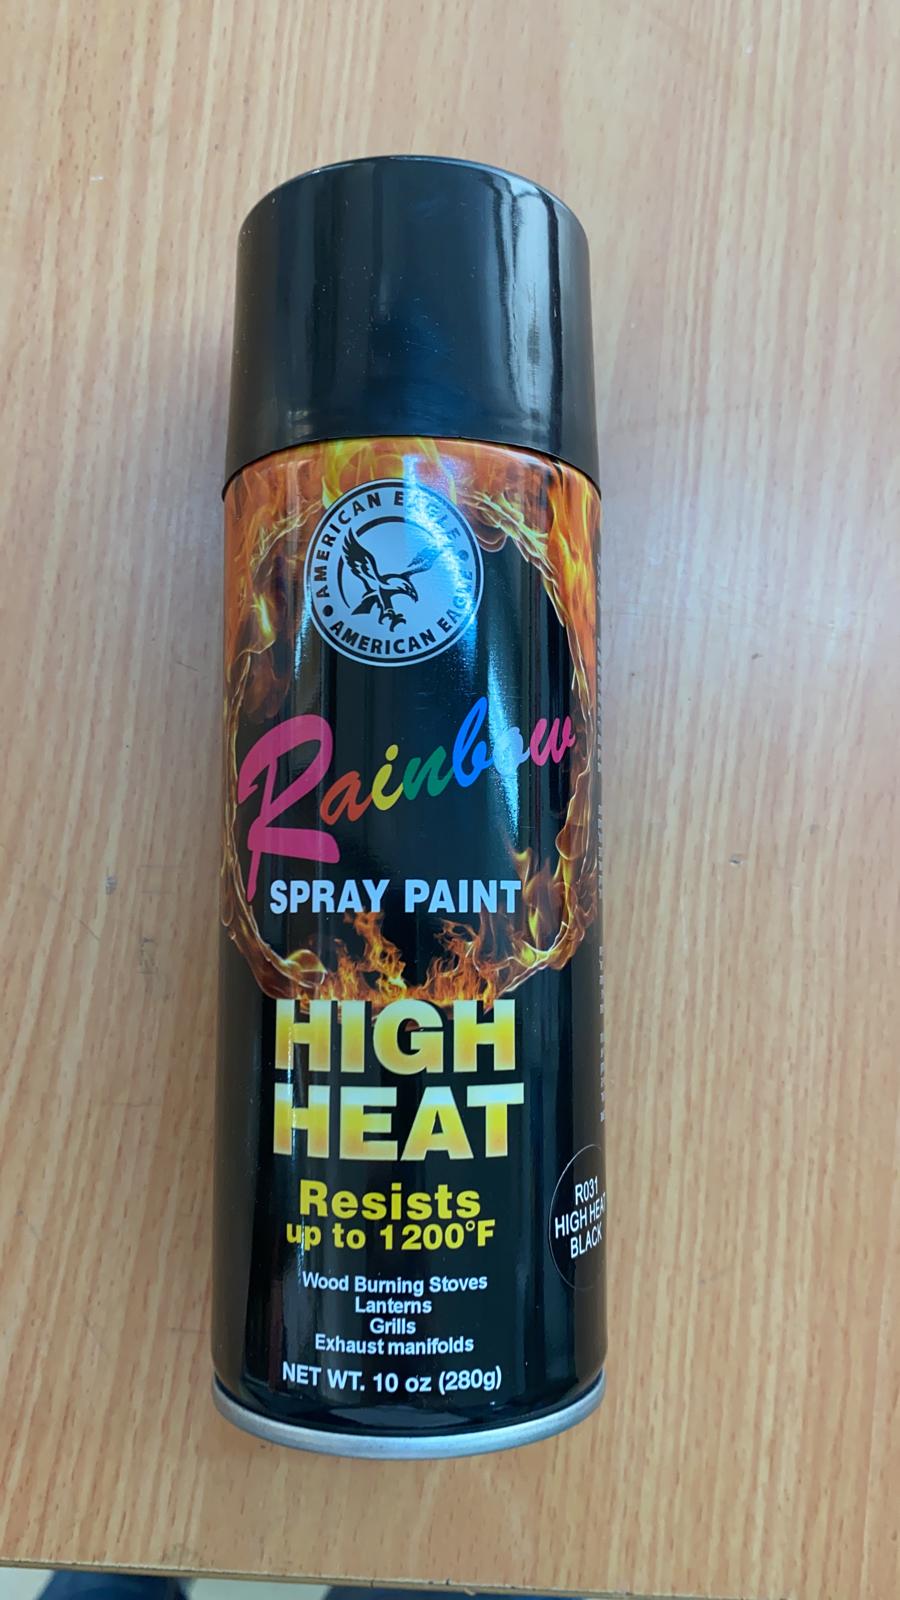 AMERICAN EAGLE
AMERICAN EAGLE
Rainbow
SPRAY PAINT
HIGH
HEAT
Resists
up to 1200°F
R031
HIGH HEAT
BLACK
Wood Burning Stoves
Lanterns
Grills
Exhaust manifolds
NET WT. 10 oz (280g)